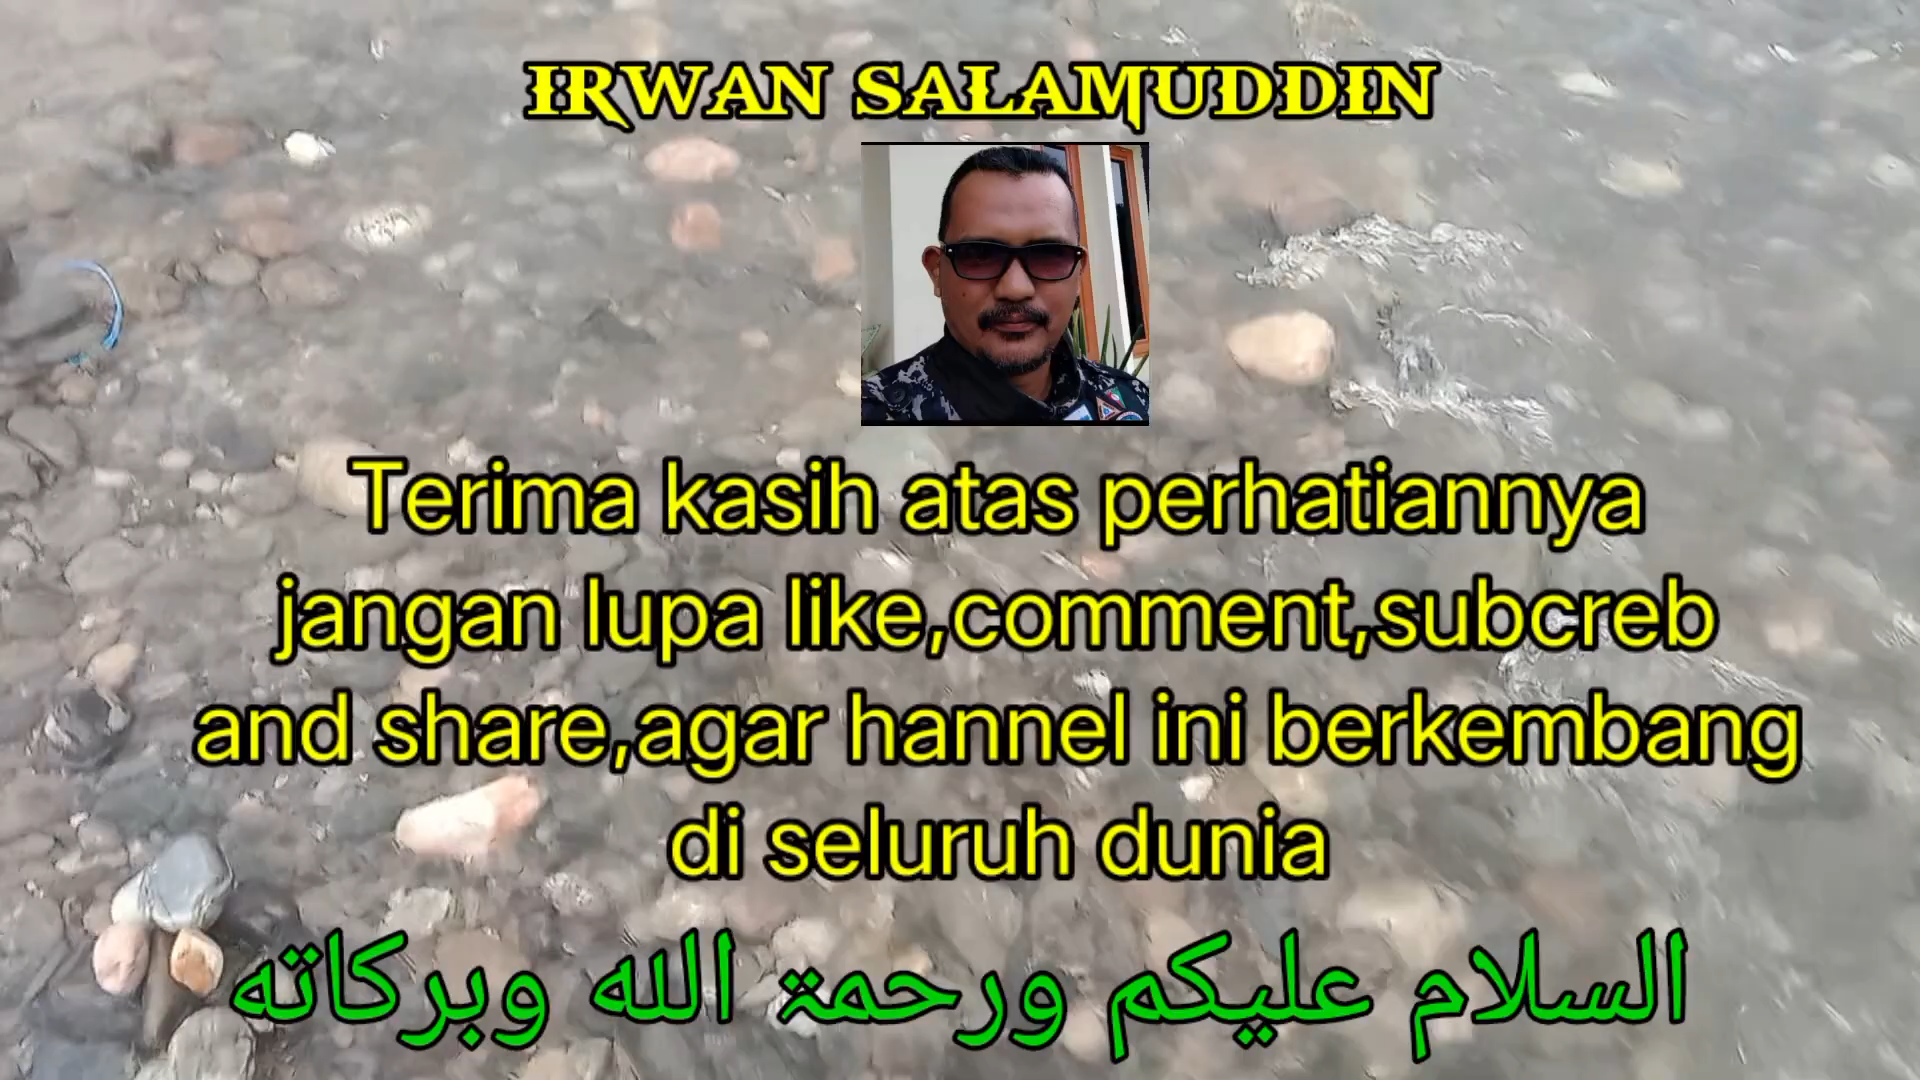 IRWAN SALAMUDDIN
Terima kasih atas perhatiannya
jangan lupa like,comment,subcreb
and share,agar hannel ini berkembang
di seluruh dunia
السلام عليكم ورحمة الله وبركاته